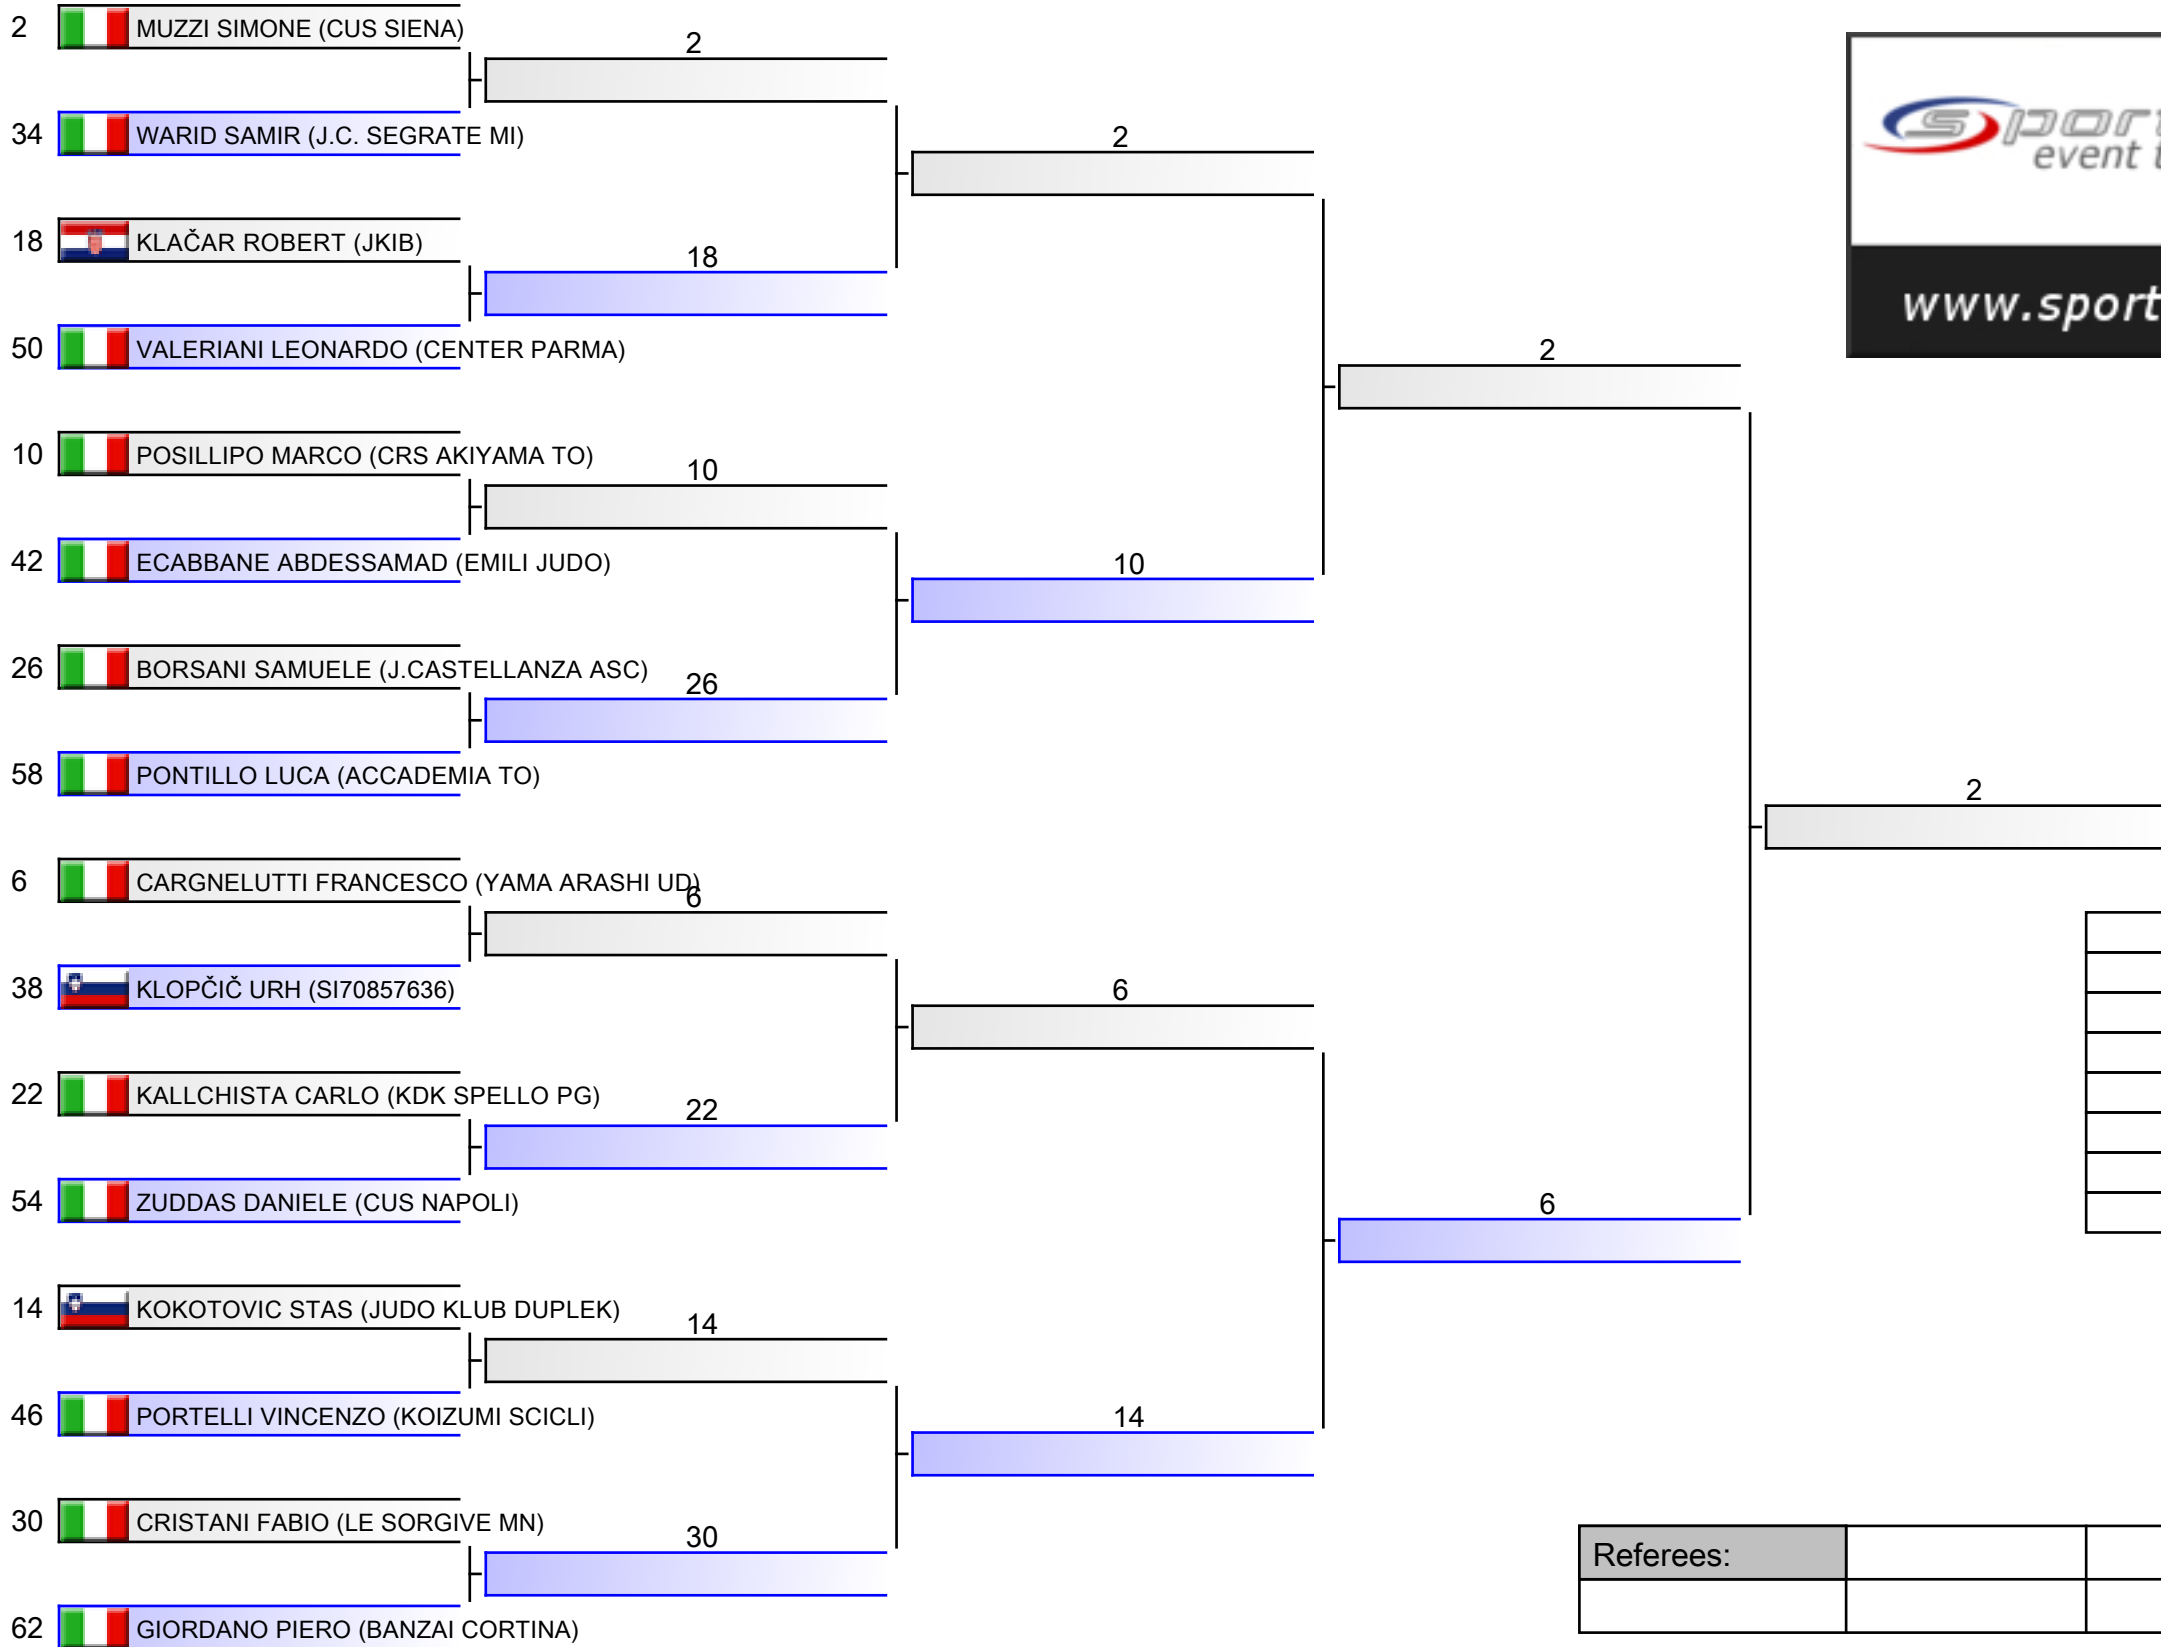 2 MUZZI SIMONE (CUS SIENA)
2
34 WARID SAMIR (J.C. SEGRATE MI)
2
18 KLAČAR ROBERT (JKIB)
18
50 VALERIANI LEONARDO (CENTER PARMA)
2
10 POSILLIPO MARCO (CRS AKIYAMA TO)
10
42 ECABBANE ABDESSAMAD (EMILI JUDO)
10
26 BORSANI SAMUELE (J.CASTELLANZA ASC)
26
58 PONTILLO LUCA (ACCADEMIA TO)
2
6 CARGNELUTTI FRANCESCO (YAMA ARASHI UD)
6
38 KLOPČIČ URH (SI70857636)
6
22 KALLCHISTA CARLO (KDK SPELLO PG)
22
54 ZUDDAS DANIELE (CUS NAPOLI)
6
14 KOKOTOVIC STAS (JUDO KLUB DUPLEK)
14
46 PORTELLI VINCENZO (KOIZUMI SCICLI)
14
30 CRISTANI FABIO (LE SORGIVE MN)
30
62 GIORDANO PIERO (BANZAI CORTINA)
sport
event t
www.sport
Referees: